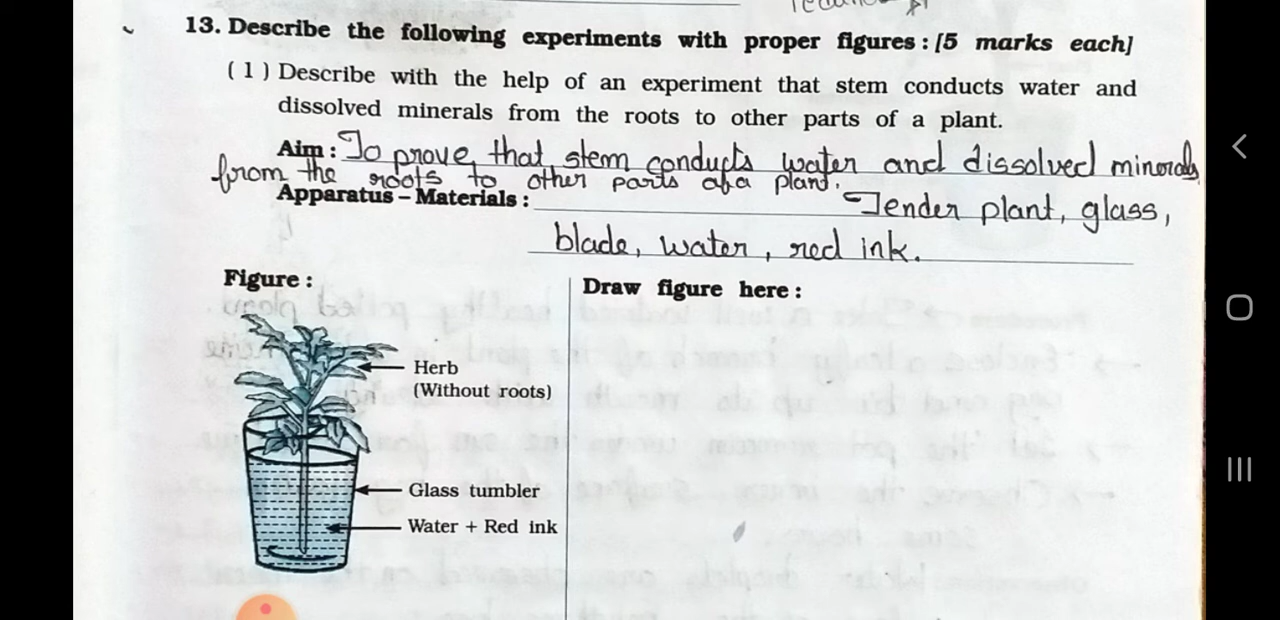 13. Describe the following experiments with proper figures : [5 marks each]
( 1 ) Describe with the help of an experiment that stem conducts water and
dissolved minerals from the roots to other parts of a plant.
Aim : To prove that stem conducts water and dissolved minerals
from the roots to other parts of a plant.
Apparatus – Materials : Tender plant, glass,
blade, water, red ink.
Figure :
Draw figure here :
Herb
(Without roots)
Glass tumbler
Water + Red ink